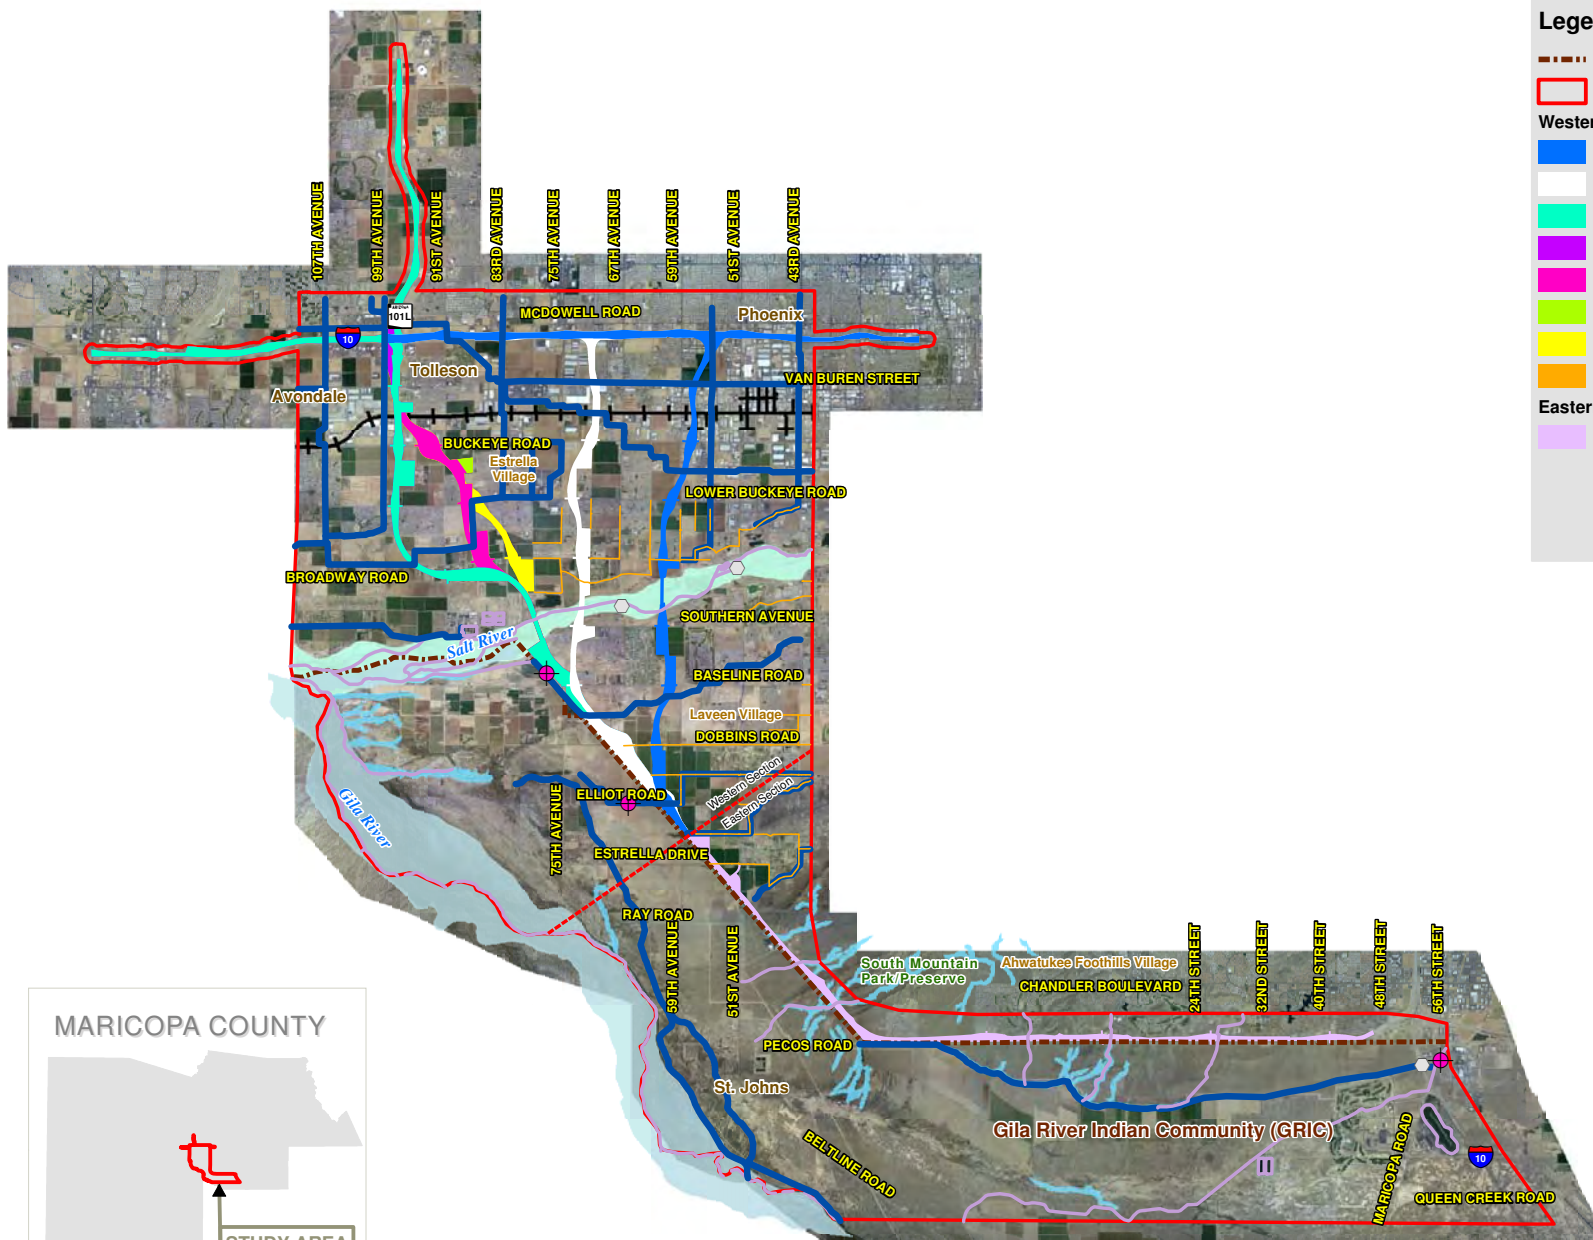 Lege
Wester
Easter
107TH AVENUE
99TH AVENUE
91ST AVENUE
83RD AVENUE
75TH AVENUE
67TH AVENUE
59TH AVENUE
51ST AVENUE
43RD AVENUE
ARIZONA
101L
MCDOWELL ROAD
Phoenix
10
Tolleson
VAN BUREN STREET
Avondale
BUCKEYE ROAD
Estrella
Village
LOWER BUCKEYE ROAD
BROADWAY ROAD
SOUTHERN AVENUE
Salt River
BASELINE ROAD
Laveen Village
DOBBINS ROAD
Western Section
Eastern Section
ELLIOT ROAD
Gila River
75TH AVENUE
ESTRELLA DRIVE
RAY ROAD
59TH AVENUE
51ST AVENUE
South Mountain
Park/Preserve
Ahwatukee Foothills Village
CHANDLER BOULEVARD
24TH STREET
32ND STREET
40TH STREET
48TH STREET
56TH STREET
PECOS ROAD
St. Johns
Gila River Indian Community (GRIC)
BELTLINE ROAD
MARICOPA ROAD
10
QUEEN CREEK ROAD
MARICOPA COUNTY
STUDY AREA